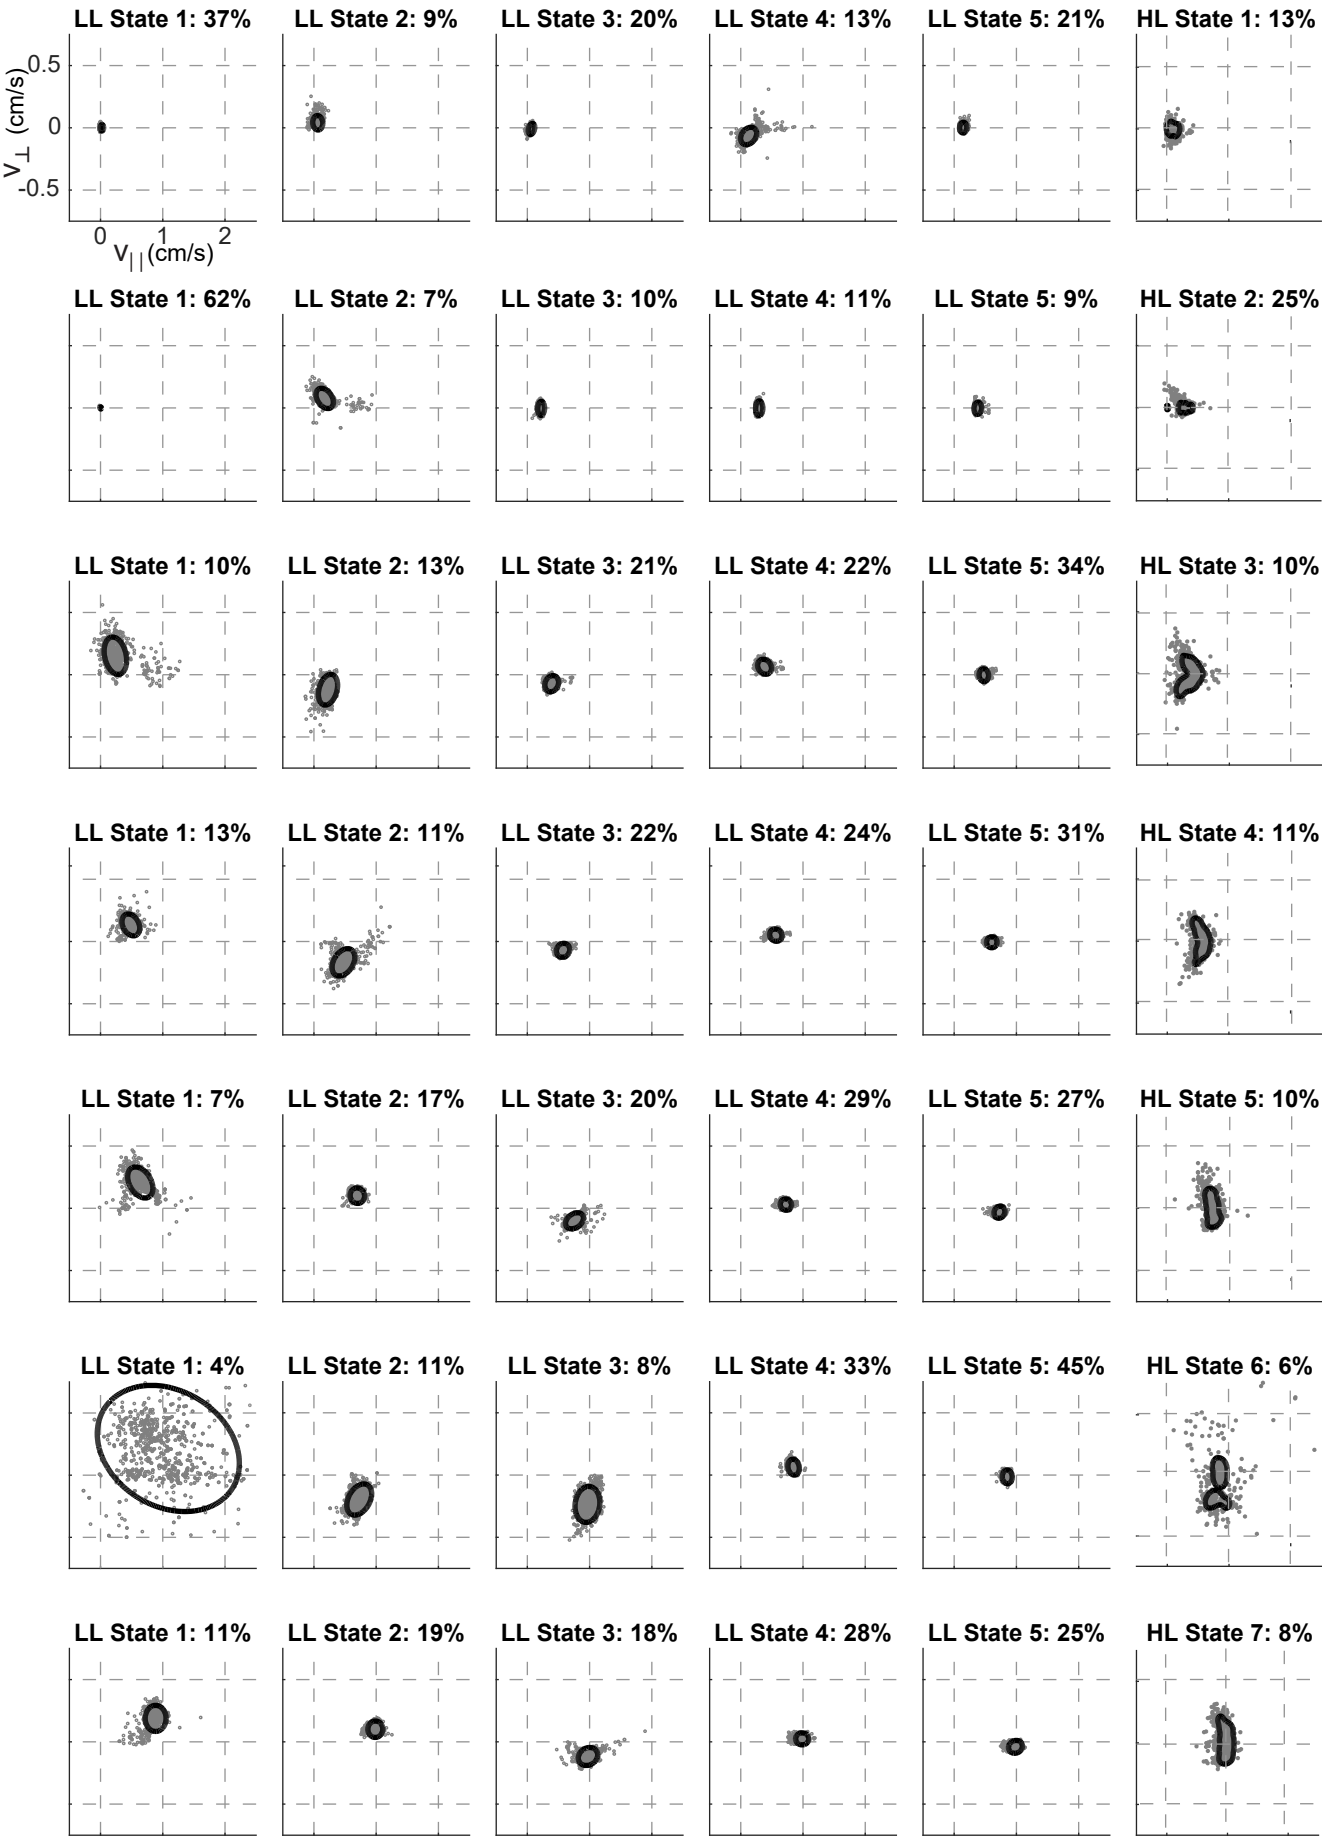 LL State 1: 37% LL State 2: 9% LL State 3: 20% LL State 4: 13% LL State 5: 21% HL State 1: 13%
0.5
0
-0.5
V⊥ (cm/s)
0 1 2
V||(cm/s)
LL State 1: 62% LL State 2: 7% LL State 3: 10% LL State 4: 11% LL State 5: 9% HL State 2: 25%
LL State 1: 10% LL State 2: 13% LL State 3: 21% LL State 4: 22% LL State 5: 34% HL State 3: 10%
LL State 1: 13% LL State 2: 11% LL State 3: 22% LL State 4: 24% LL State 5: 31% HL State 4: 11%
LL State 1: 7% LL State 2: 17% LL State 3: 20% LL State 4: 29% LL State 5: 27% HL State 5: 10%
LL State 1: 4% LL State 2: 11% LL State 3: 8% LL State 4: 33% LL State 5: 45% HL State 6: 6%
LL State 1: 11% LL State 2: 19% LL State 3: 18% LL State 4: 28% LL State 5: 25% HL State 7: 8%